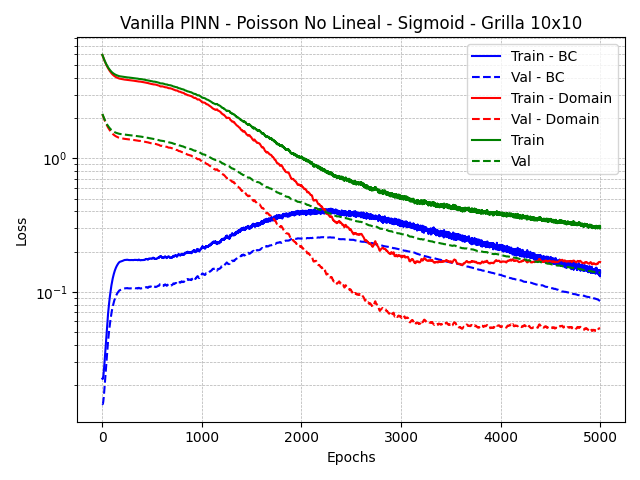 Vanilla PINN - Poisson No Lineal - Sigmoid - Grilla 10x10
Train - BC
Val - BC
Train - Domain
Val - Domain
Train
Val
Loss
10⁰
10⁻¹
0 1000 2000 3000 4000 5000
Epochs